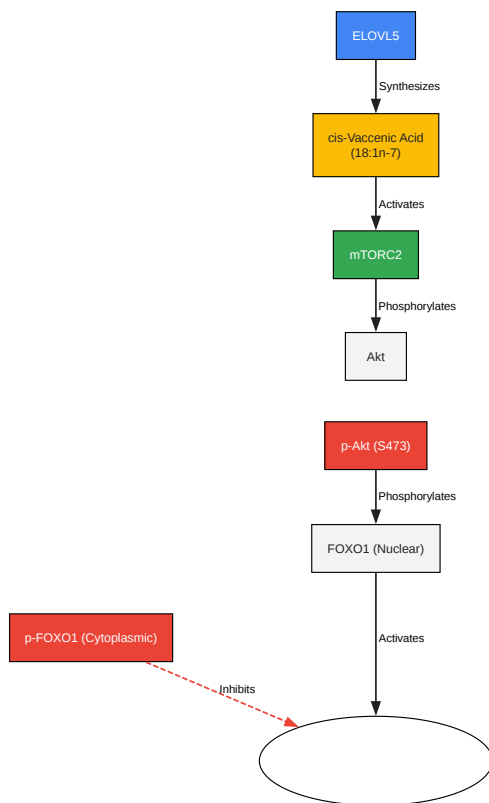 ELOVL5
Synthesizes
cis-Vaccenic Acid
(18:1n-7)
Activates
mTORC2
Phosphorylates
Akt
p-Akt (S473)
Phosphorylates
FOXO1 (Nuclear)
p-FOXO1 (Cytoplasmic)
Activates
Inhibits